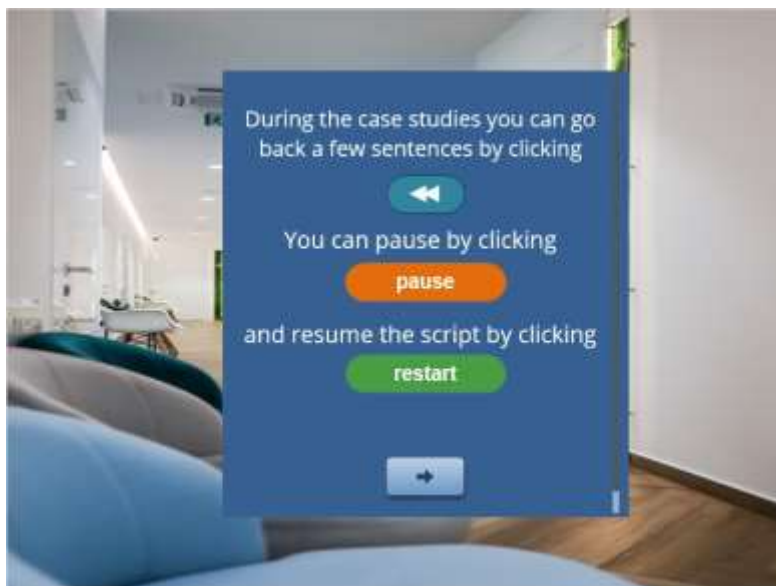 During the case studies you can go
back a few sentences by clicking
You can pause by clicking
pause
and resume the script by clicking
restart